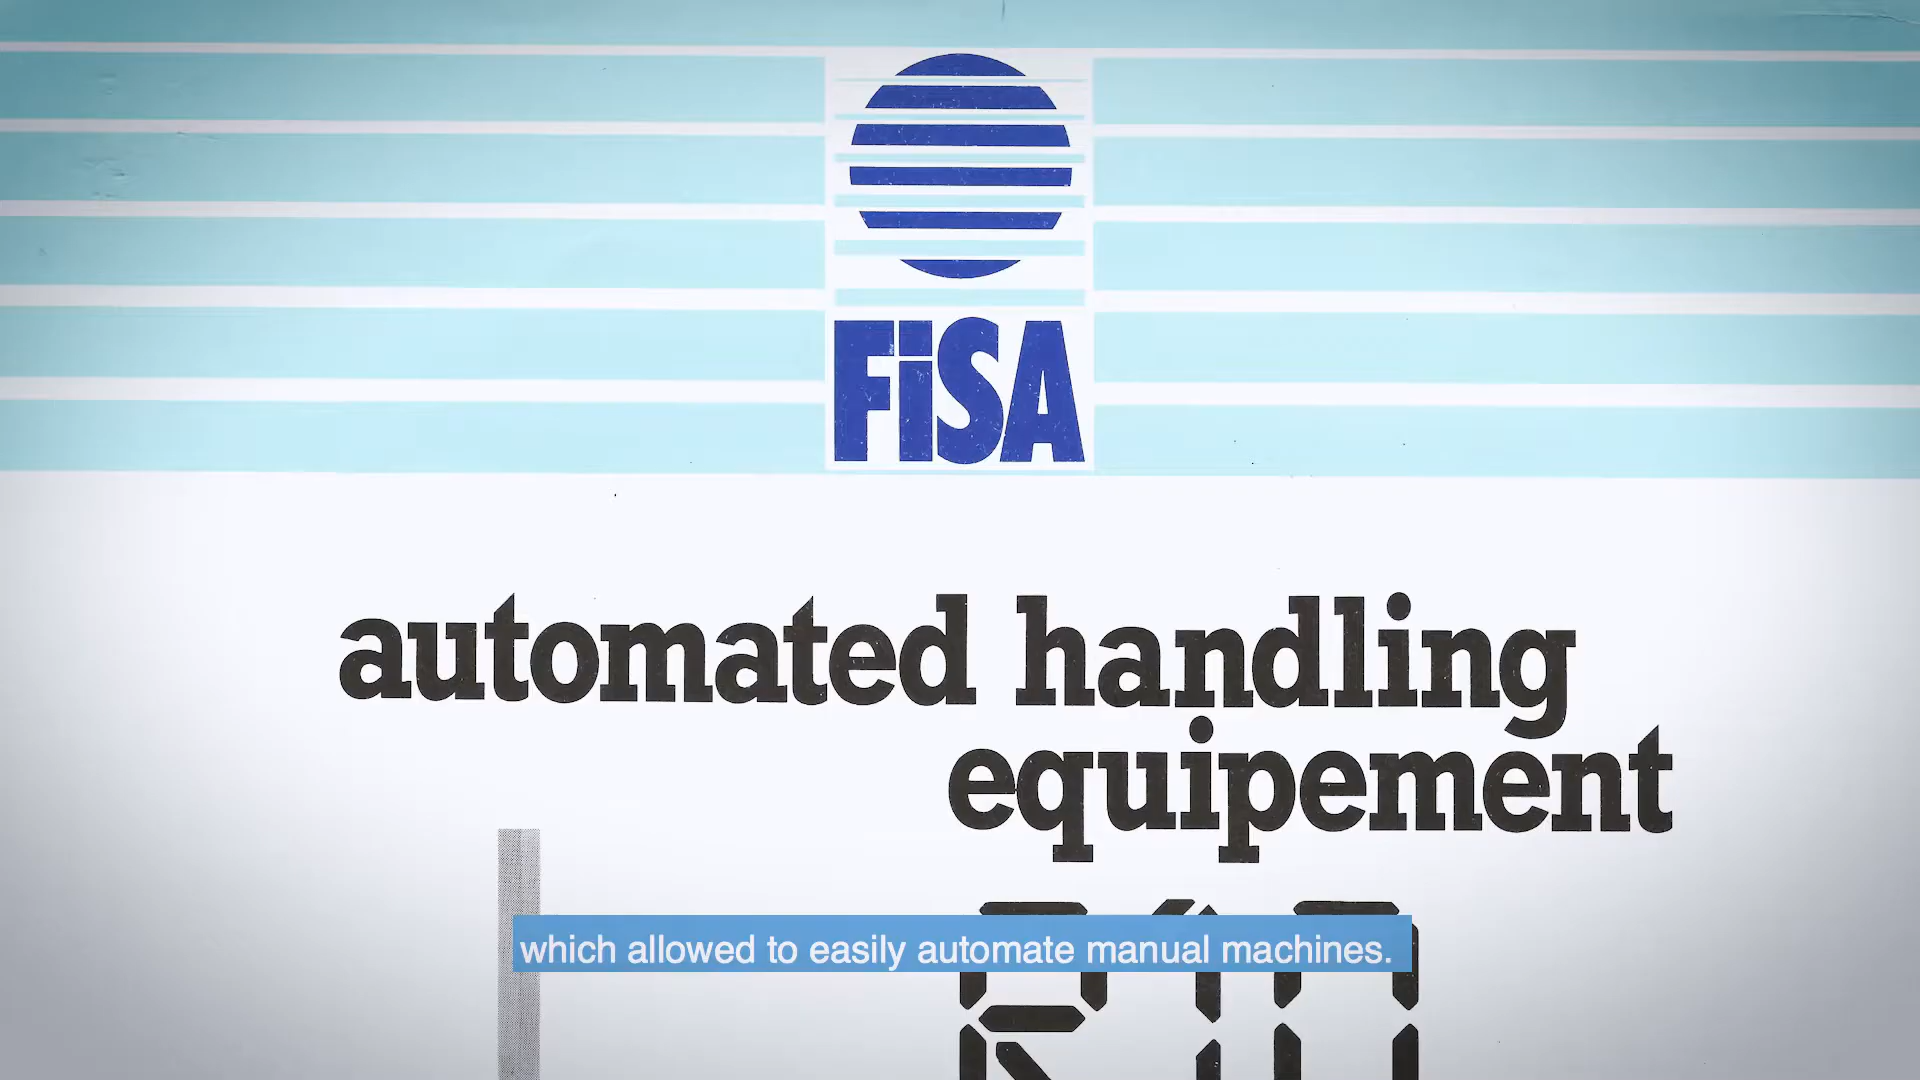 FiSA
automated handling
equipement
which allowed to easily automate manual machines.